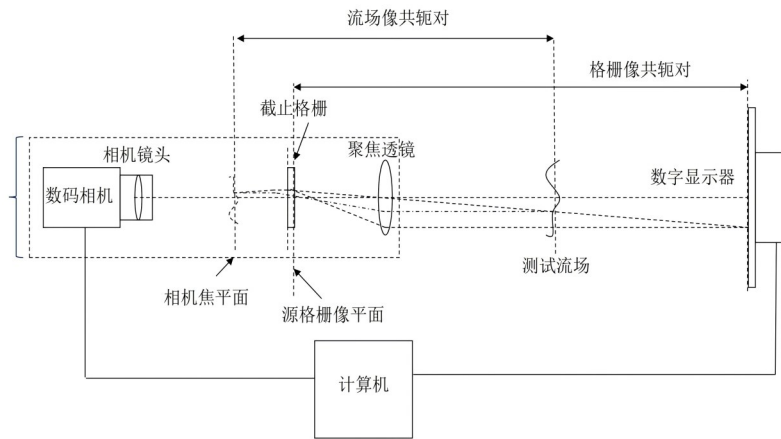 流场像共轭对
格栅像共轭对
截止格栅
相机镜头
聚焦透镜
数码相机
数字显示器
测试流场
相机焦平面
源格栅像平面
计算机